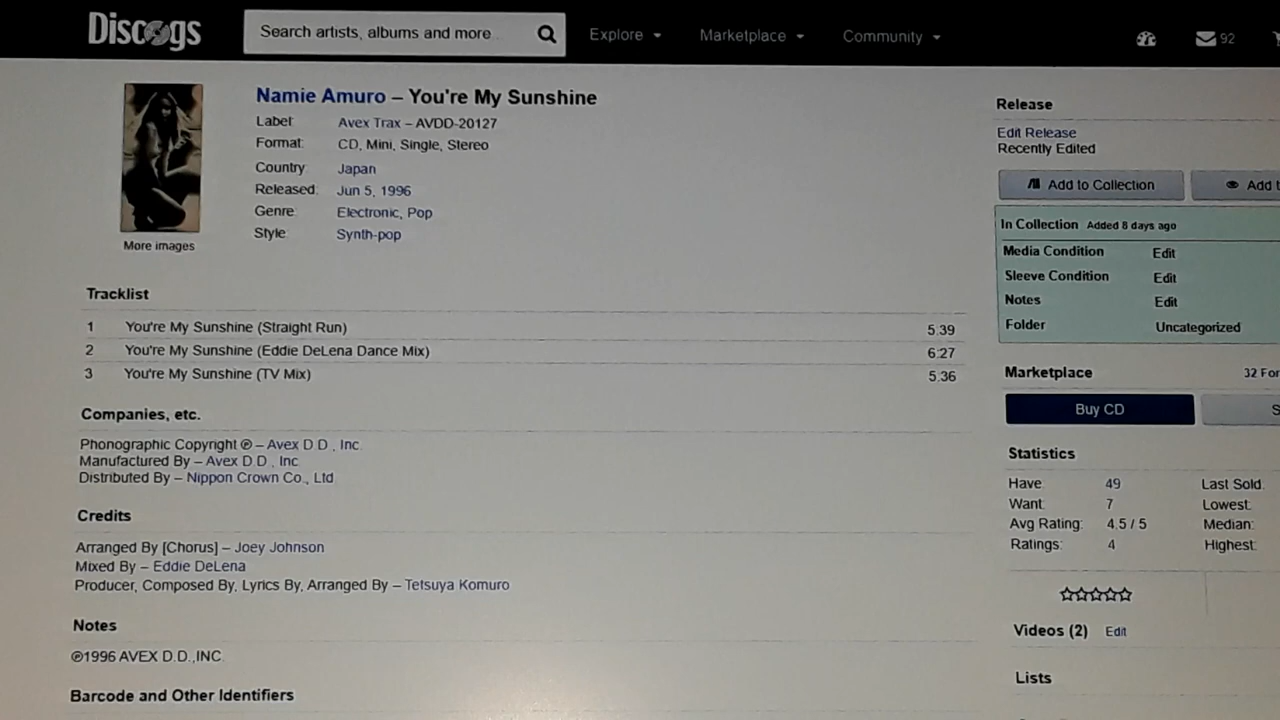 Discogs
Search artists, albums and more
Explore
Marketplace
Community
92
Namie Amuro – You're My Sunshine
Label: Avex Trax – AVDD-20127
Format: CD, Mini, Single, Stereo
Country: Japan
Released: Jun 5, 1996
Genre: Electronic, Pop
Style: Synth-pop
More images
Tracklist
1 You're My Sunshine (Straight Run) 5:39
2 You're My Sunshine (Eddie DeLena Dance Mix) 6:27
3 You're My Sunshine (TV Mix) 5:36
Companies, etc.
Phonographic Copyright ℗ – Avex D.D., Inc.
Manufactured By – Avex D.D., Inc.
Distributed By – Nippon Crown Co., Ltd.
Credits
Arranged By [Chorus] – Joey Johnson
Mixed By – Eddie DeLena
Producer, Composed By, Lyrics By, Arranged By – Tetsuya Komuro
Notes
℗1996 AVEX D.D.,INC.
Barcode and Other Identifiers
Release
Edit Release
Recently Edited
Add to Collection
Add
In Collection Added 8 days ago
Media Condition Edit
Sleeve Condition Edit
Notes Edit
Folder Uncategorized
Marketplace 32 For
Buy CD S
Statistics
Have: 49 Last Sold:
Want: 7 Lowest:
Avg Rating: 4.5 / 5 Median:
Ratings: 4 Highest:
Videos (2) Edit
Lists